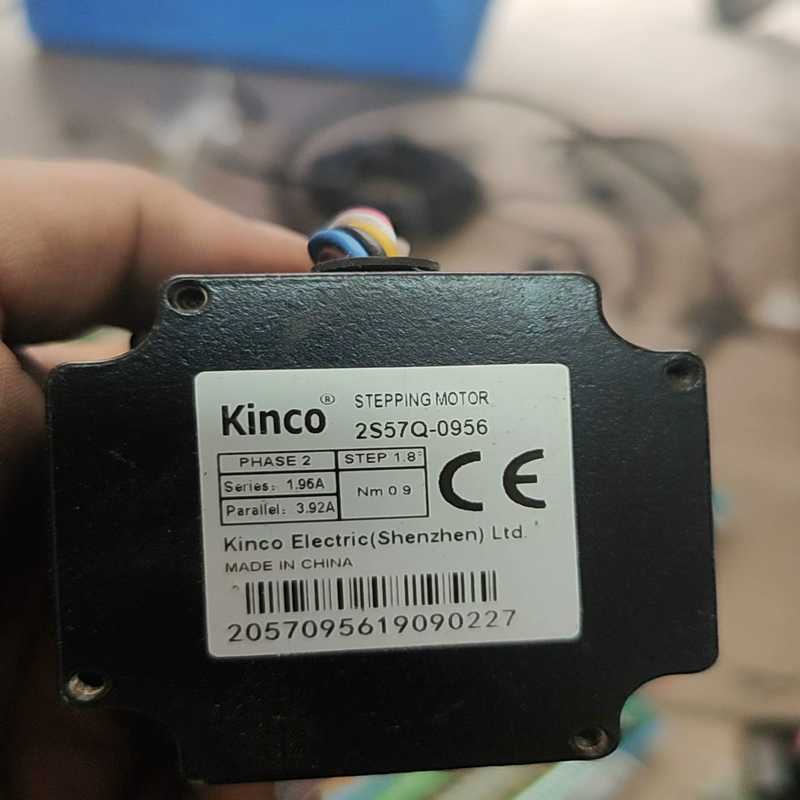 Kinco® STEPPING MOTOR
2S57Q-0956
PHASE 2 STEP 1.8°
Series: 1.96A Nm 0 9
Parallel: 3.92A
CE
Kinco Electric(Shenzhen) Ltd.
MADE IN CHINA
2057095619090227